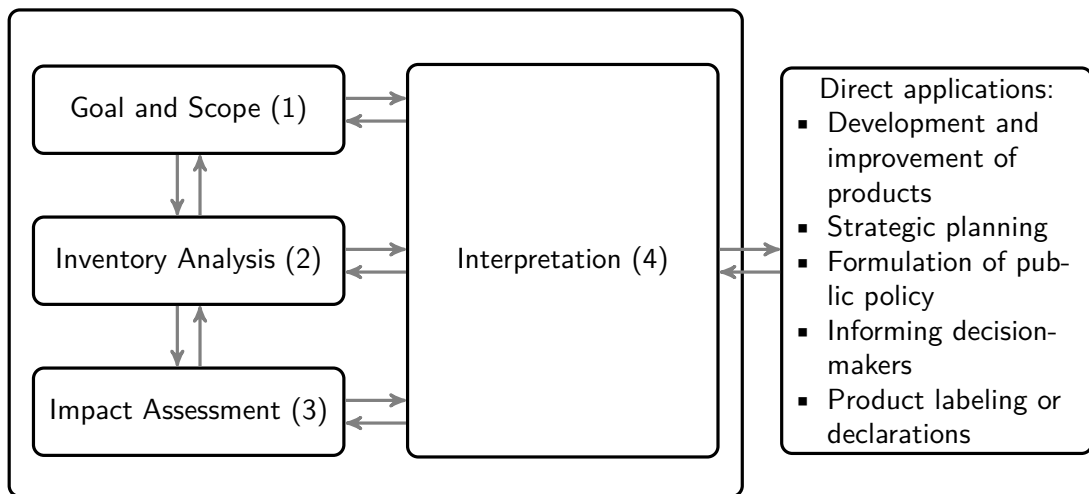 Goal and Scope (1)
Inventory Analysis (2)
Impact Assessment (3)
Interpretation (4)
Direct applications:
▪ Development and
improvement of
products
▪ Strategic planning
▪ Formulation of pub-
lic policy
▪ Informing decision-
makers
▪ Product labeling or
declarations